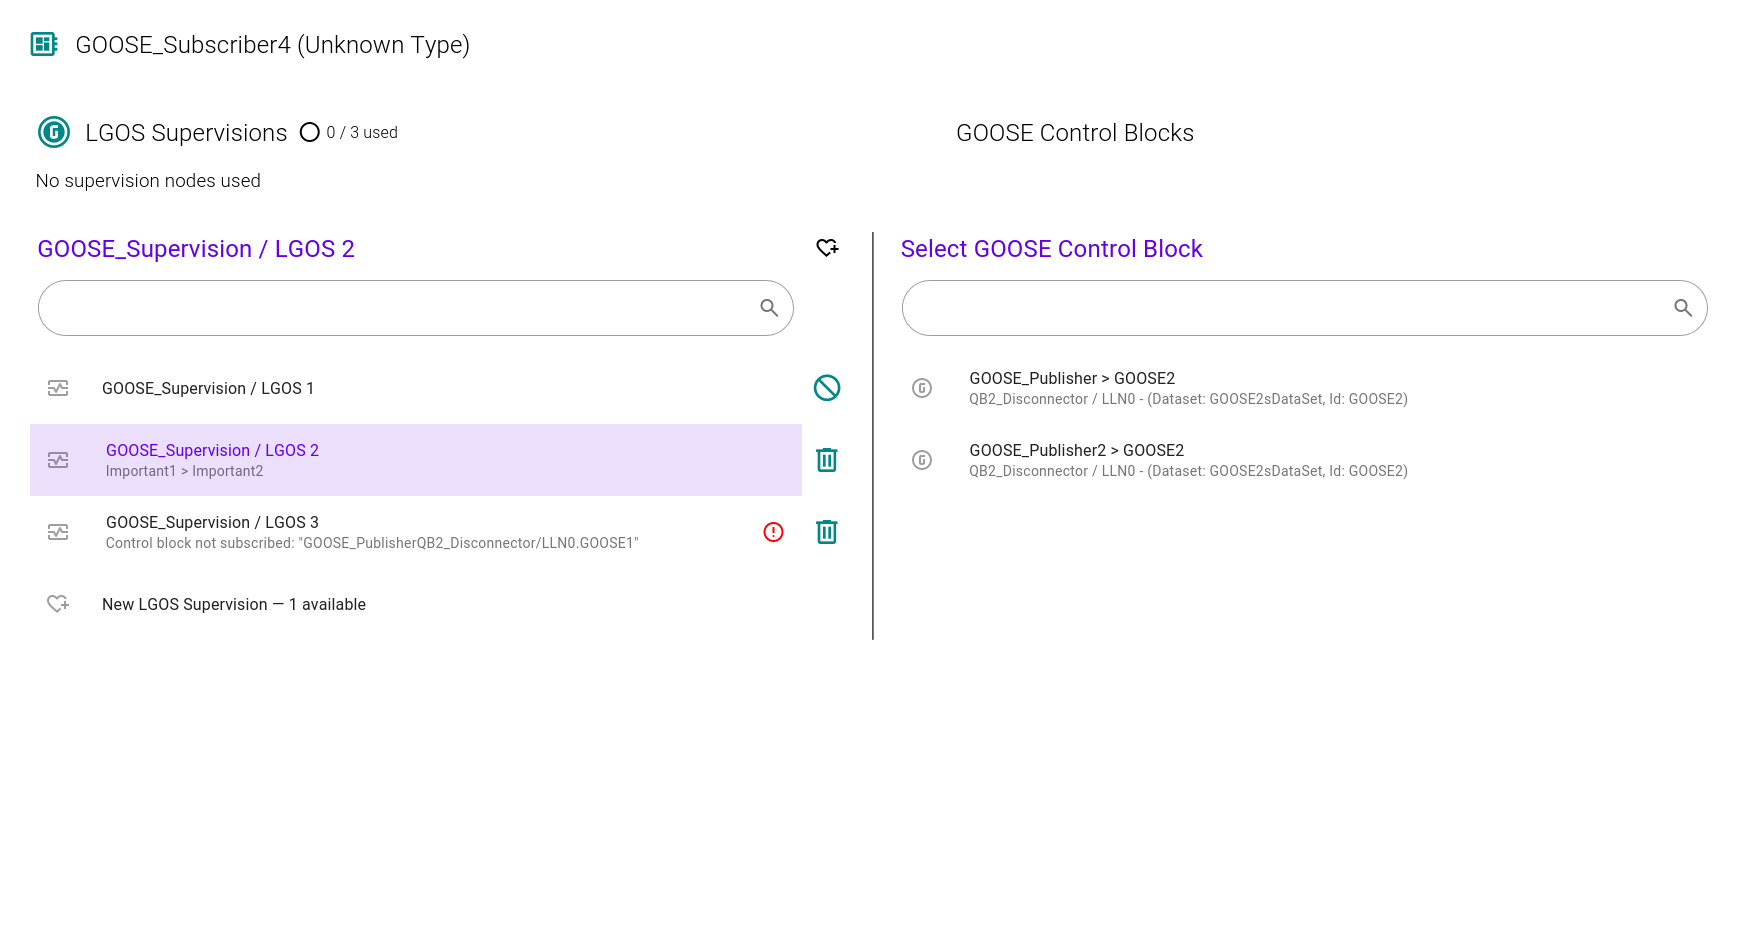 GOOSE_Subscriber4 (Unknown Type)
LGOS Supervisions
0 / 3 used
No supervision nodes used
GOOSE Control Blocks
GOOSE_Supervision / LGOS 2
GOOSE_Supervision / LGOS 1
GOOSE_Supervision / LGOS 2
Important1 > Important2
GOOSE_Supervision / LGOS 3
Control block not subscribed: "GOOSE_PublisherQB2_Disconnector/LLN0.GOOSE1"
New LGOS Supervision — 1 available
Select GOOSE Control Block
GOOSE_Publisher > GOOSE2
QB2_Disconnector / LLN0 - (Dataset: GOOSE2sDataSet, Id: GOOSE2)
GOOSE_Publisher2 > GOOSE2
QB2_Disconnector / LLN0 - (Dataset: GOOSE2sDataSet, Id: GOOSE2)